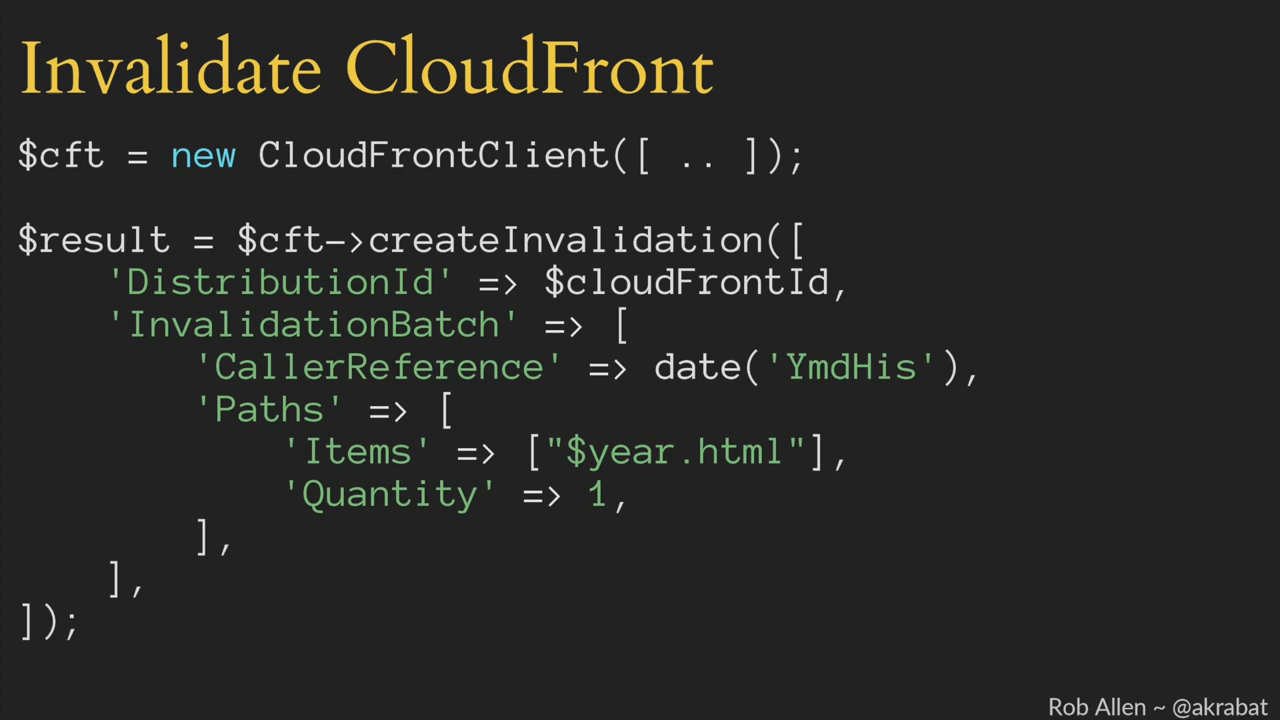 Invalidate CloudFront
$cft = new CloudFrontClient([ .. ]);
$result = $cft->createInvalidation([
    'DistributionId' => $cloudFrontId,
    'InvalidationBatch' => [
        'CallerReference' => date('YmdHis'),
        'Paths' => [
            'Items' => ["$year.html"],
            'Quantity' => 1,
        ],
    ],
]);
Rob Allen ~ @akrabat